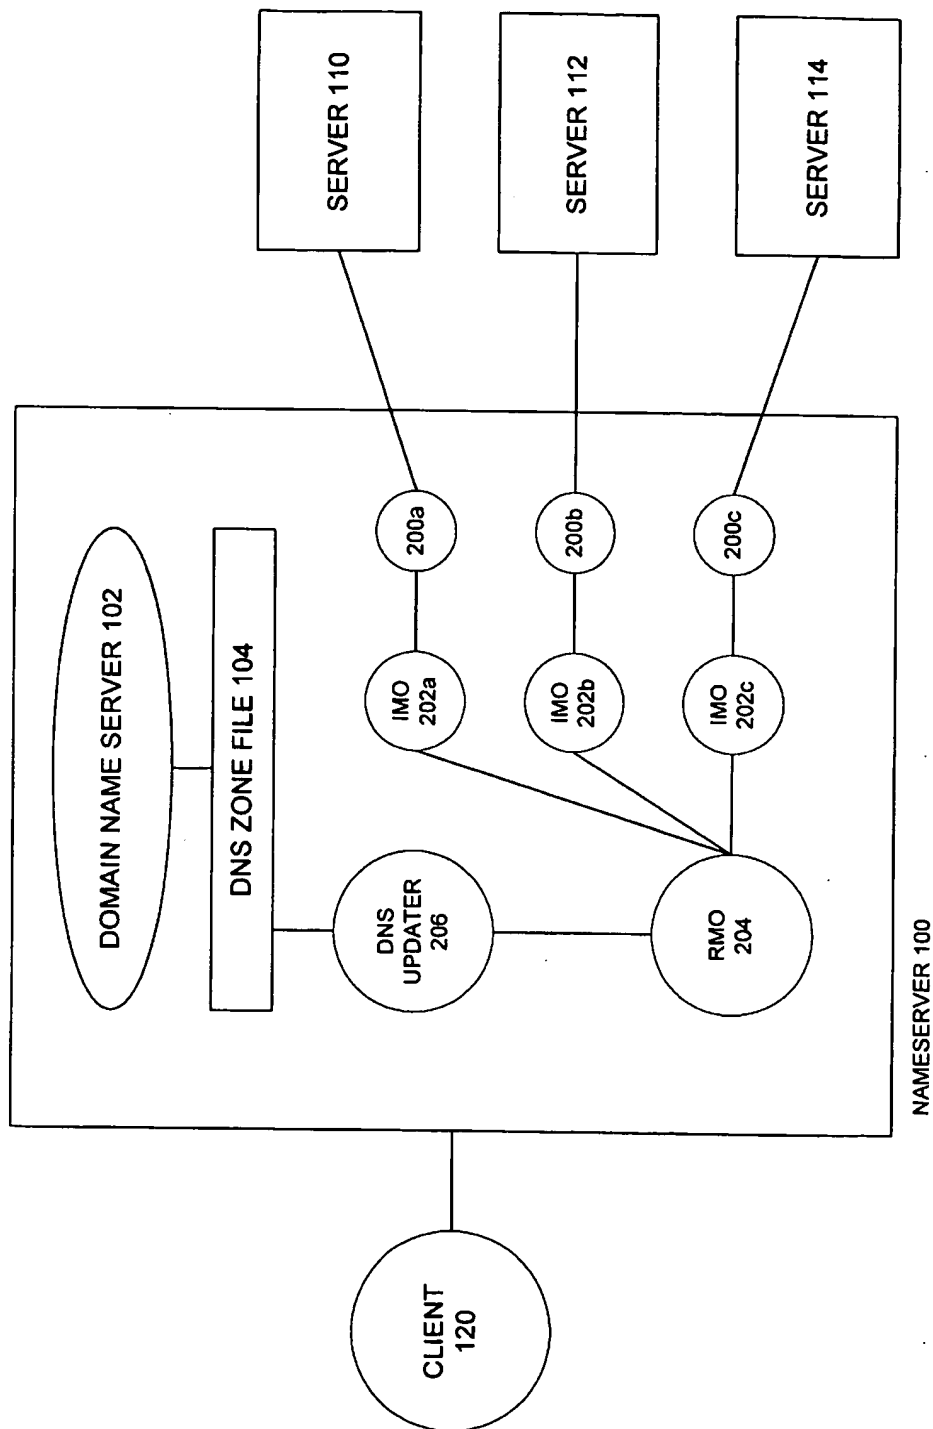 DOMAIN NAME SERVER 102
DNS ZONE FILE 104
DNS
UPDATER
206
RMO
204
IMO
202a
IMO
202b
IMO
202c
200a
200b
200c
SERVER 110
SERVER 112
SERVER 114
CLIENT
120
NAMESERVER 100